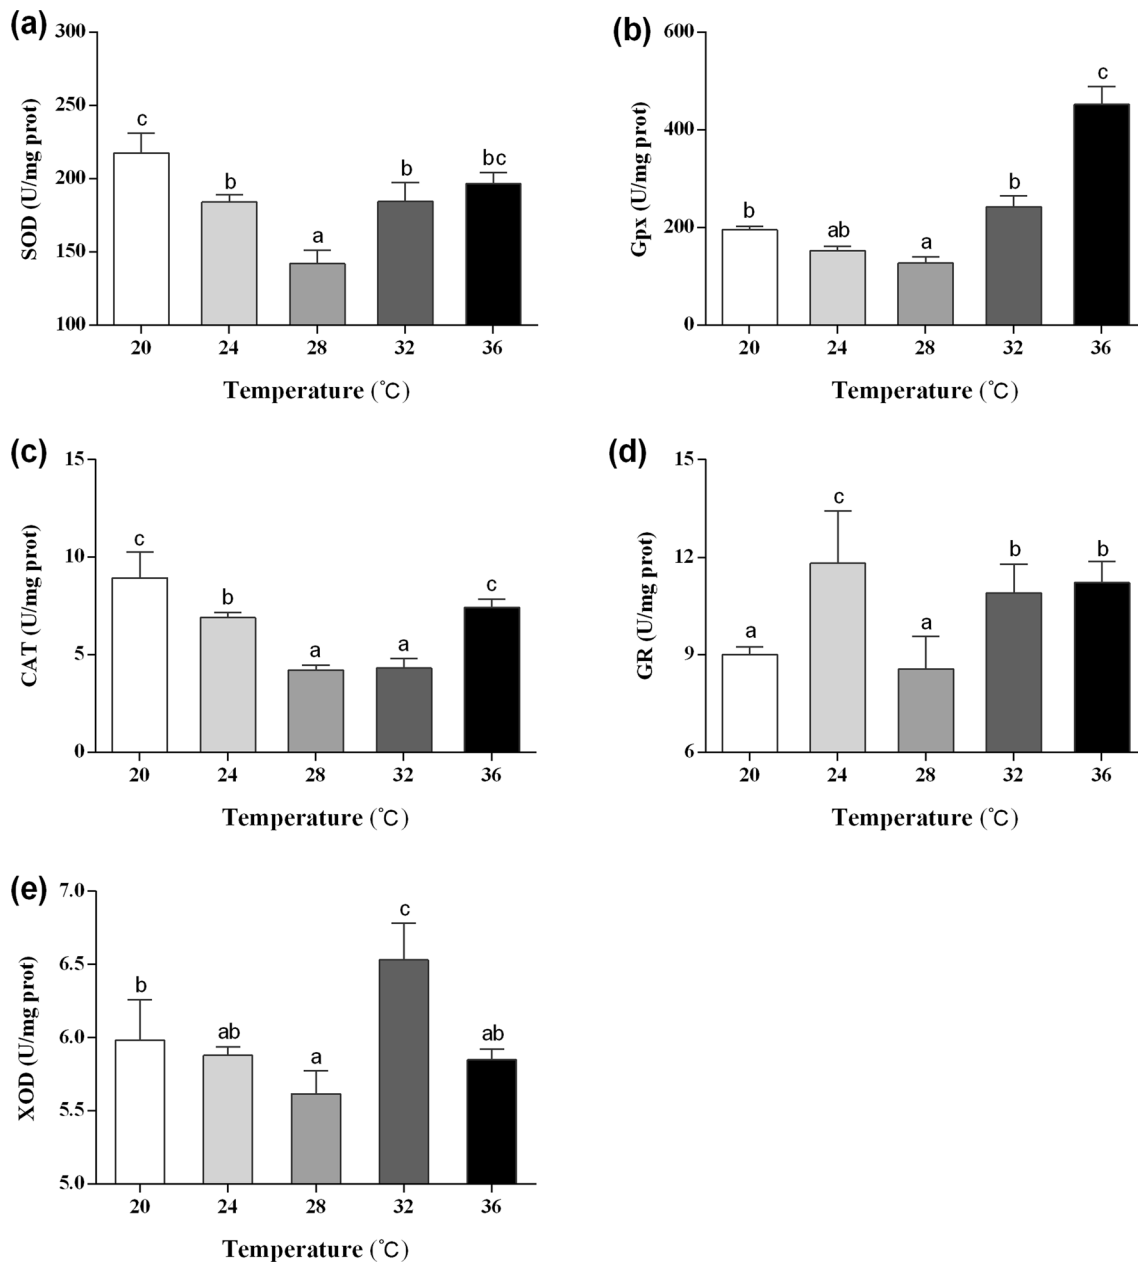 (a)
300
250
200
150
100
SOD (U/mg prot)
c
b
a
b
bc
20 24 28 32 36
Temperature (℃)
(b)
600
400
200
0
Gpx (U/mg prot)
b
ab
a
b
c
20 24 28 32 36
Temperature (℃)
(c)
15
10
5
0
CAT (U/mg prot)
c
b
a
a
c
20 24 28 32 36
Temperature (℃)
(d)
15
12
9
6
GR (U/mg prot)
a
c
a
b
b
20 24 28 32 36
Temperature (℃)
(e)
7.0
6.5
6.0
5.5
5.0
XOD (U/mg prot)
b
ab
a
c
ab
20 24 28 32 36
Temperature (℃)